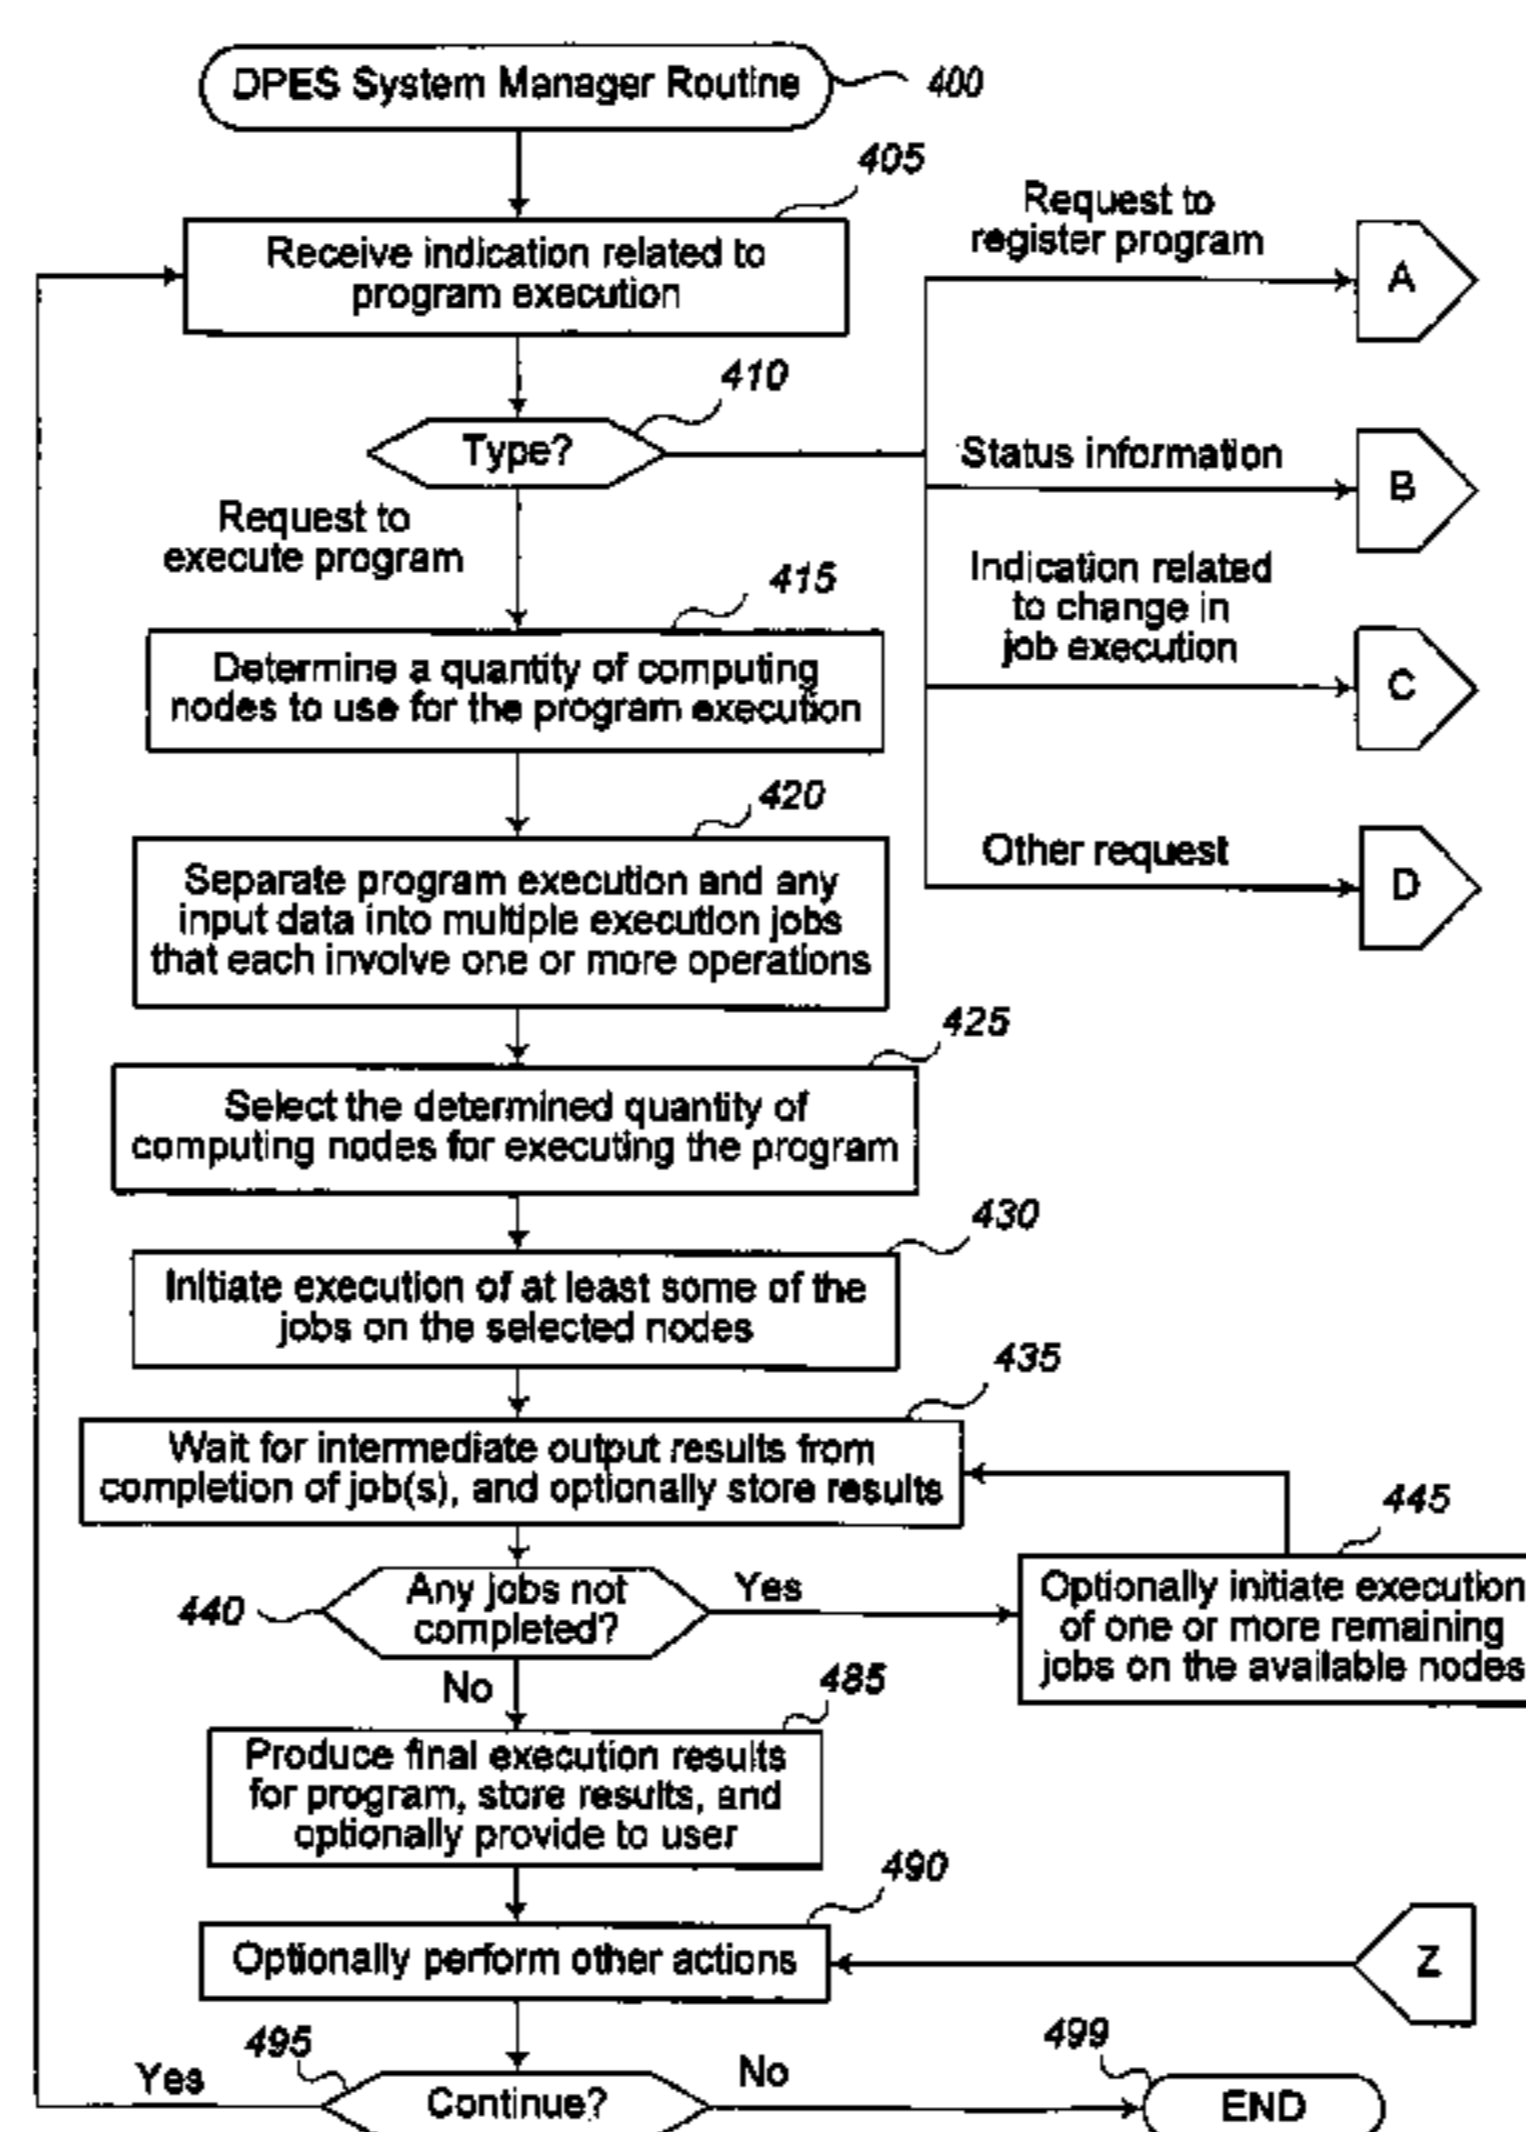 DPES System Manager Routine
400
405
Receive indication related to
program execution
Request to
register program
A
410
Type?
Status information
B
Request to
execute program
Indication related
to change in
job execution
C
415
Determine a quantity of computing
nodes to use for the program execution
420
Other request
D
Separate program execution and any
input data into multiple execution jobs
that each involve one or more operations
425
Select the determined quantity of
computing nodes for executing the program
430
Initiate execution of at least some of the
jobs on the selected nodes
435
Wait for intermediate output results from
completion of job(s), and optionally store results
445
Optionally initiate execution
of one or more remaining
jobs on the available nodes
440
Any jobs not
completed?
Yes
No
485
Produce final execution results
for program, store results, and
optionally provide to user
490
Optionally perform other actions
Z
495
Yes
Continue?
No
499
END